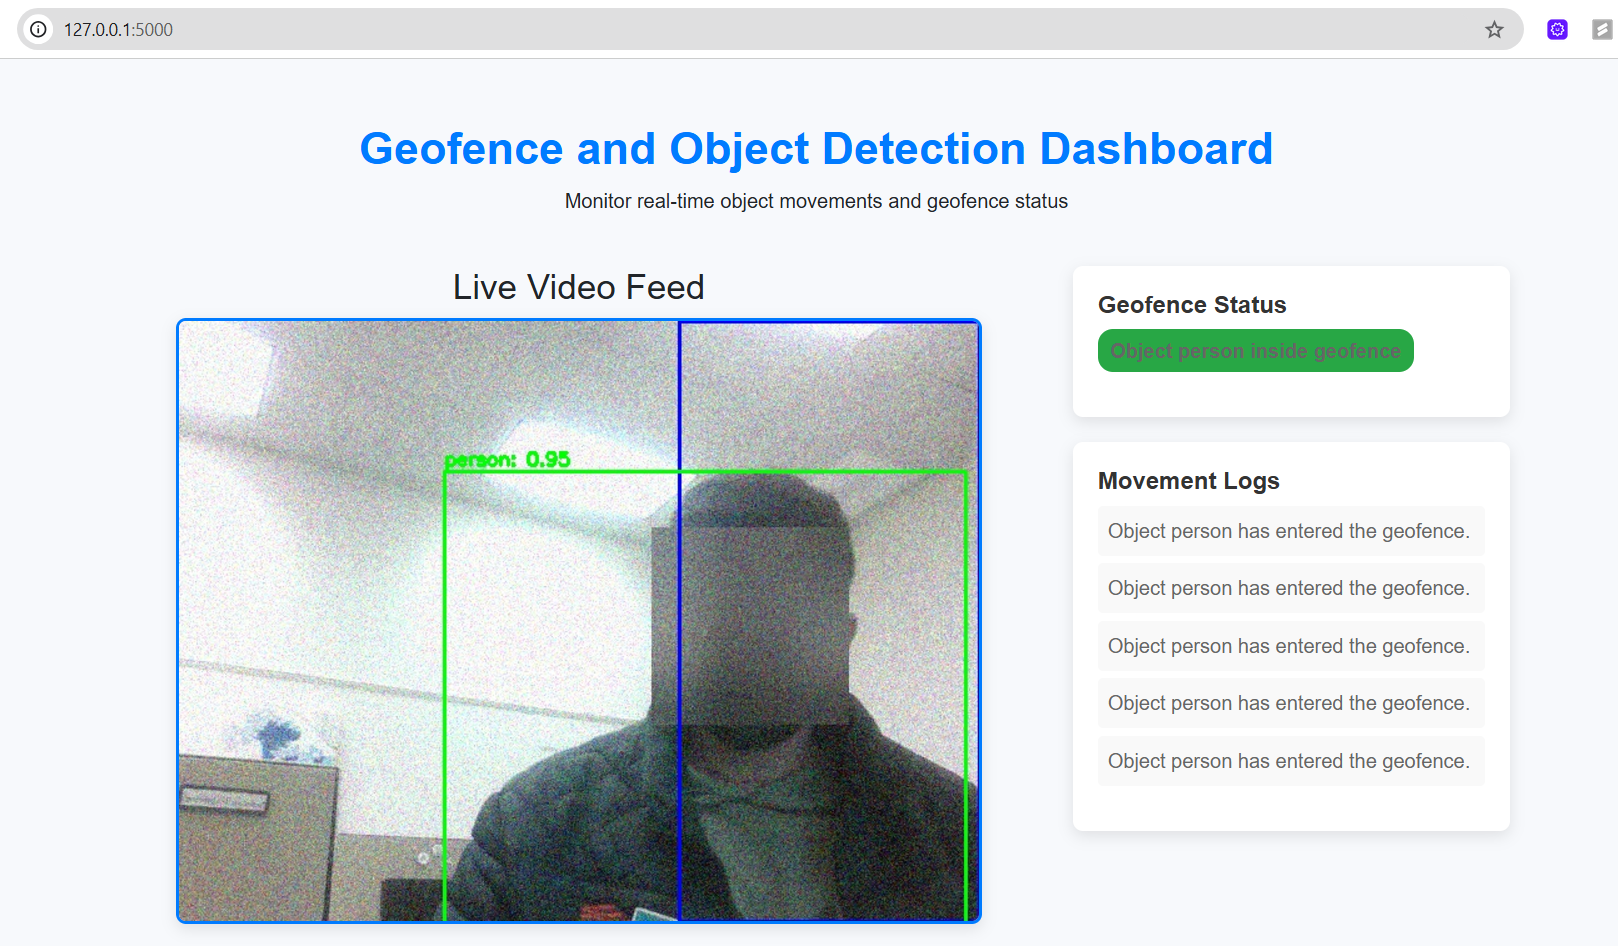 127.0.0.1:5000
Geofence and Object Detection Dashboard
Monitor real-time object movements and geofence status
Live Video Feed
person: 0.95
Geofence Status
Object person inside geofence
Movement Logs
Object person has entered the geofence.
Object person has entered the geofence.
Object person has entered the geofence.
Object person has entered the geofence.
Object person has entered the geofence.